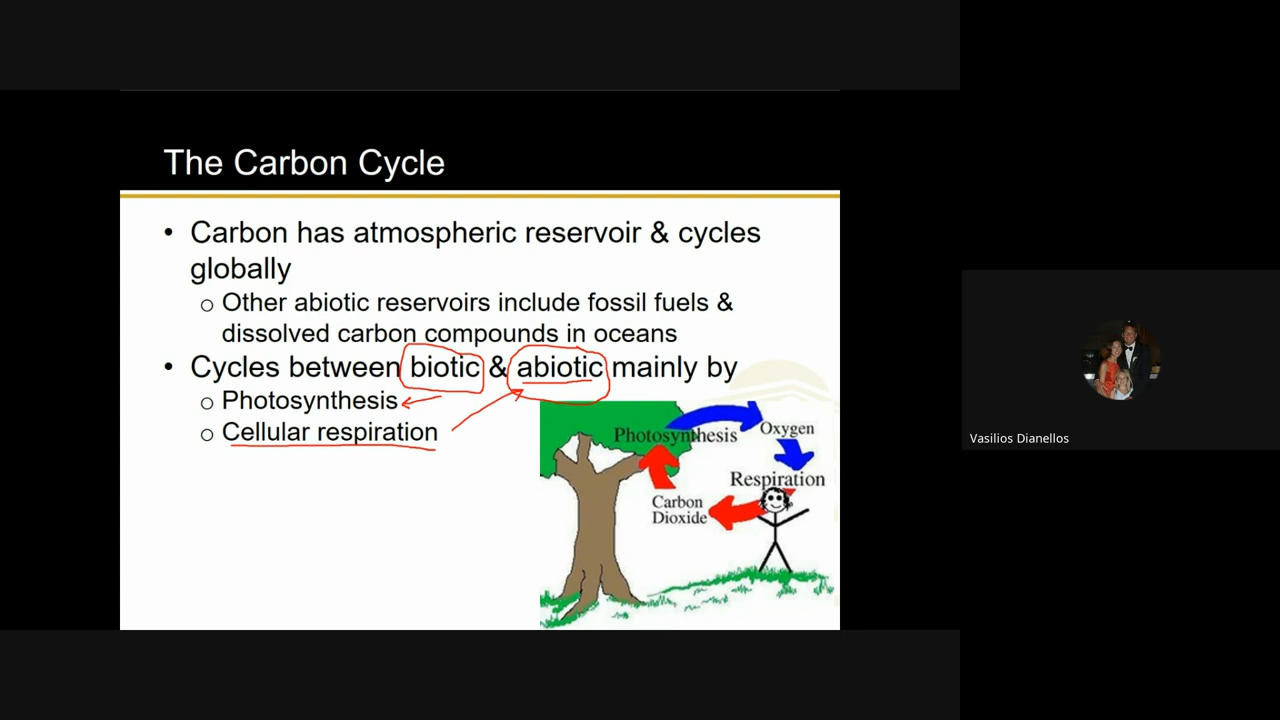 The Carbon Cycle
• Carbon has atmospheric reservoir & cycles
globally
o Other abiotic reservoirs include fossil fuels &
dissolved carbon compounds in oceans
• Cycles between biotic & abiotic mainly by
o Photosynthesis
o Cellular respiration
Photosynthesis
Oxygen
Respiration
Carbon
Dioxide
Vasilios Dianellos